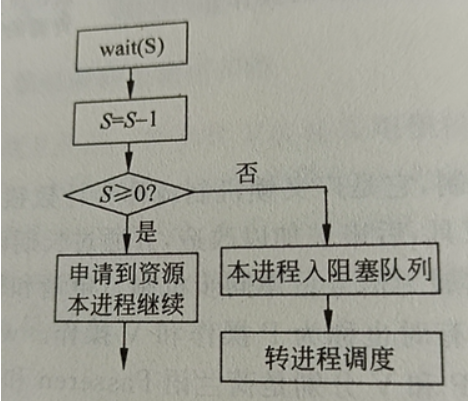 wait(S)
S=S-1
S≥0?
否
是
申请到资源
本进程继续
本进程入阻塞队列
转进程调度